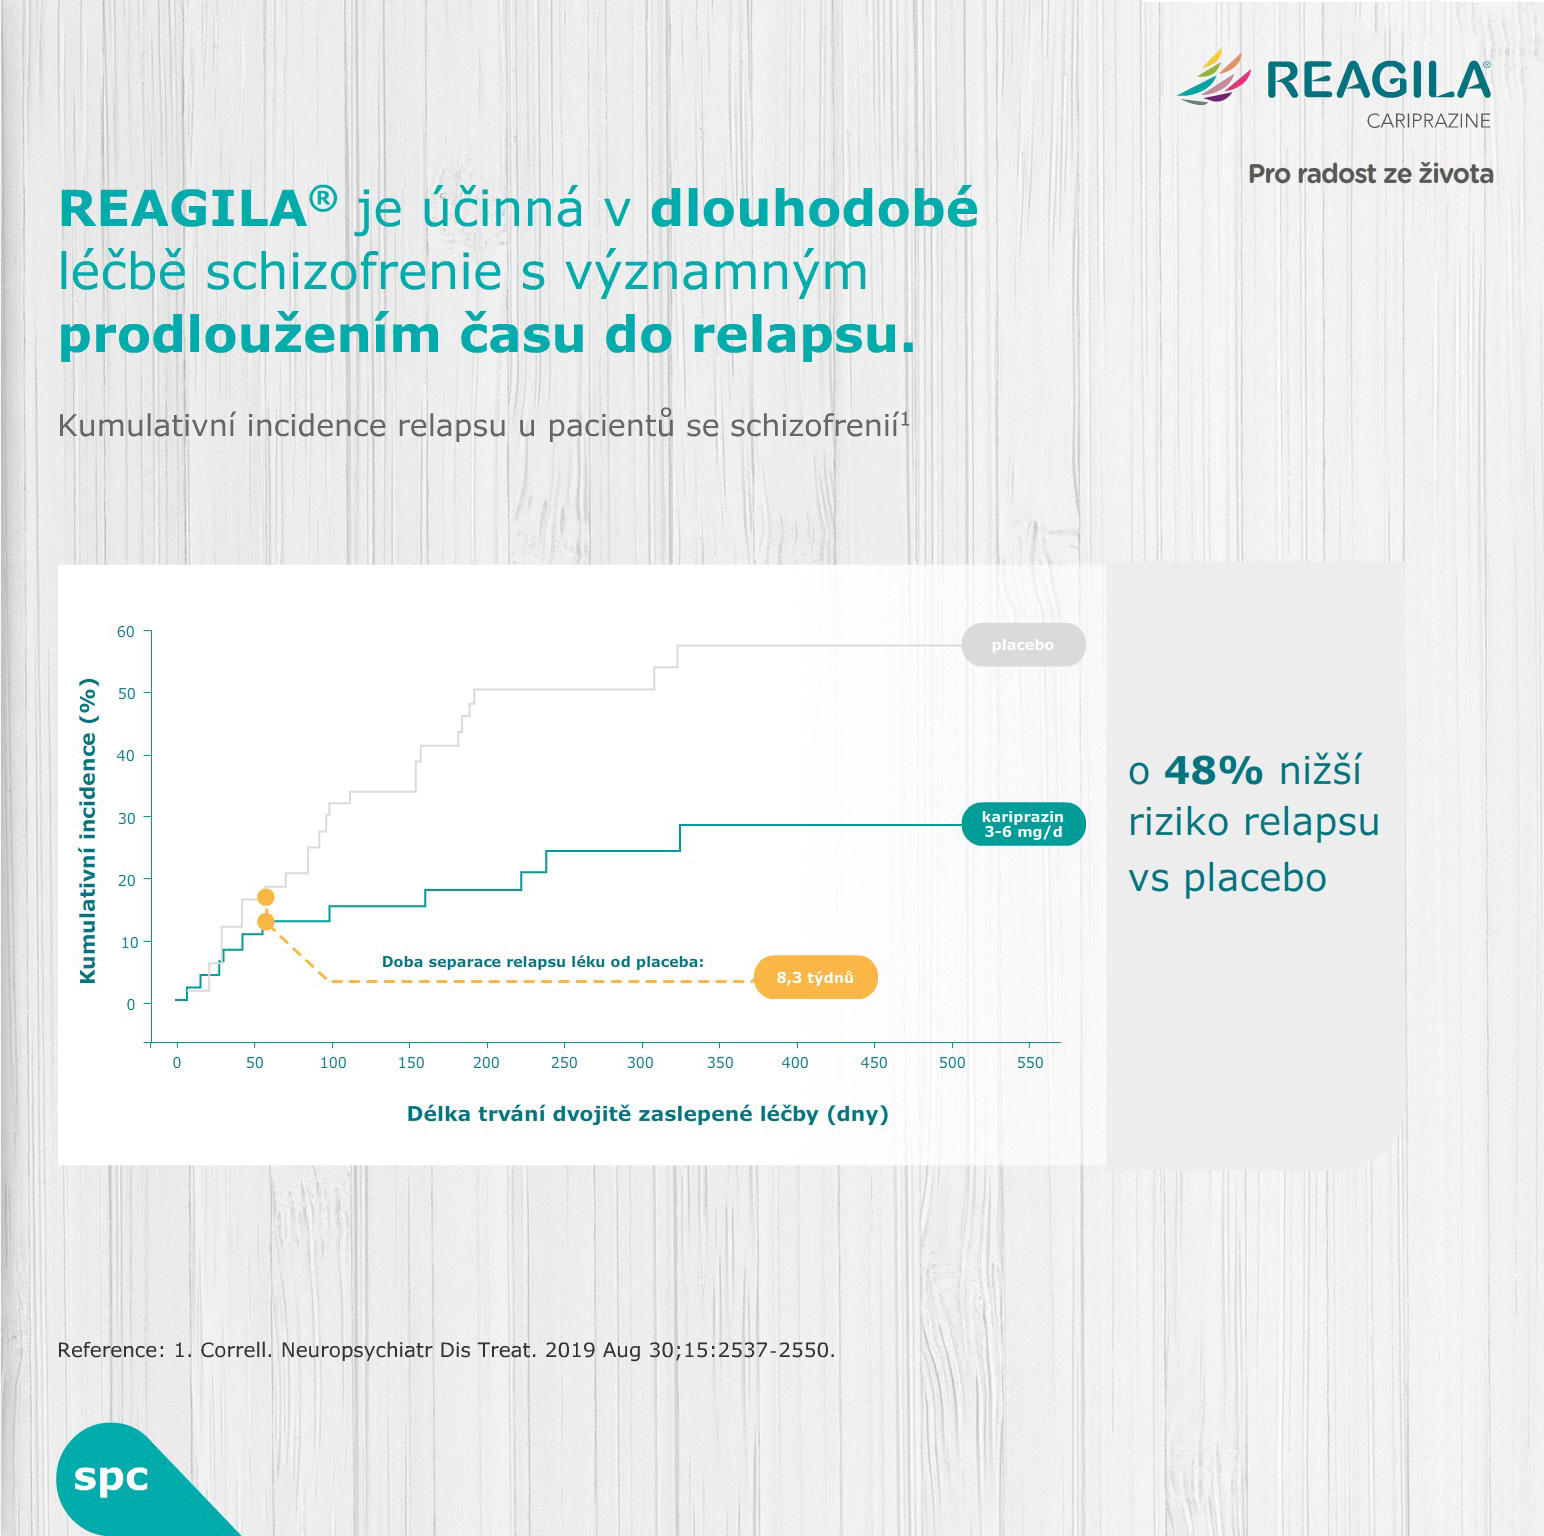 REAGILA®
CARIPRAZINE
Pro radost ze života
REAGILA® je účinná v dlouhodobé
léčbě schizofrenie s významným
prodloužením času do relapsu.
Kumulativní incidence relapsu u pacientů se schizofrenií¹
Kumulativní incidence (%)
60
50
40
30
20
10
0
placebo
kariprazin
3-6 mg/d
Doba separace relapsu léku od placeba:
8,3 týdnů
0 50 100 150 200 250 300 350 400 450 500 550
Délka trvání dvojitě zaslepené léčby (dny)
o 48% nižší
riziko relapsu
vs placebo
Reference: 1. Correll. Neuropsychiatr Dis Treat. 2019 Aug 30;15:2537-2550.
spc